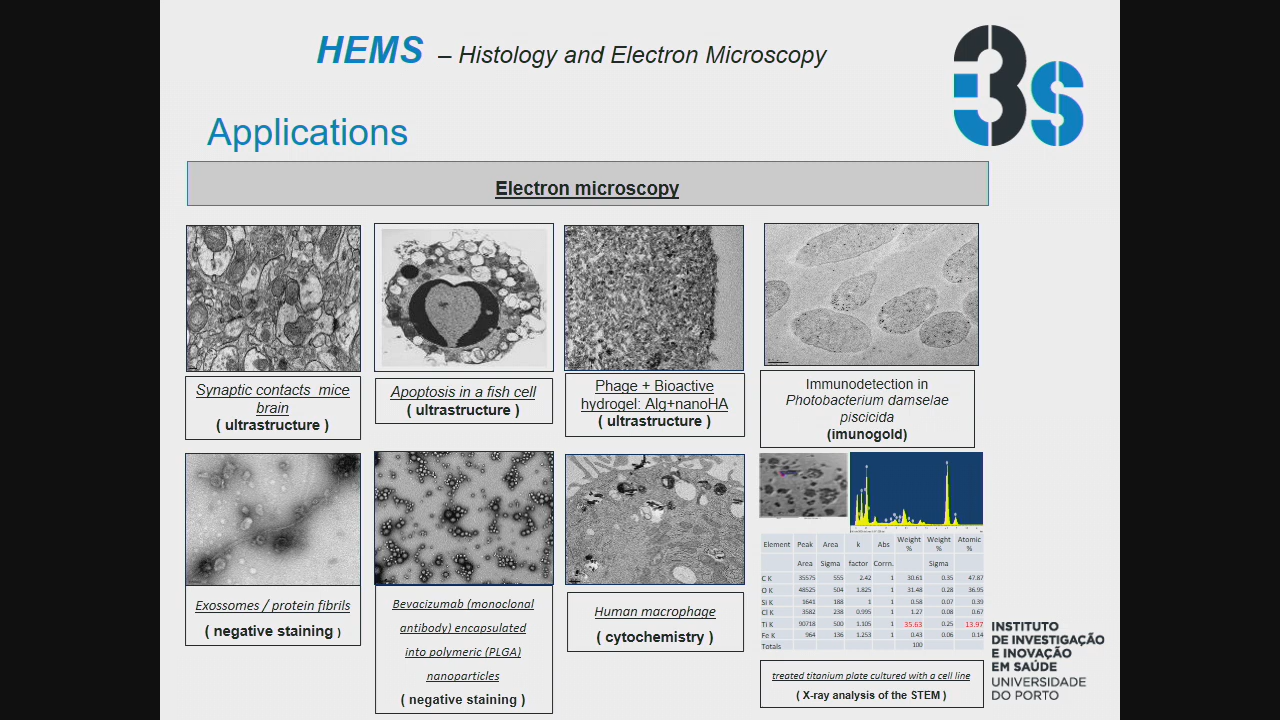 HEMS – Histology and Electron Microscopy
3s
Applications
Electron microscopy
Synaptic contacts mice
brain
( ultrastructure )
Apoptosis in a fish cell
( ultrastructure )
Phage + Bioactive
hydrogel: Alg+nanoHA
( ultrastructure )
Immunodetection in
Photobacterium damselae
piscicida
(imunogold)
Exossomes / protein fibrils
( negative staining )
Bevacizumab (monoclonal
antibody) encapsulated
into polymeric (PLGA)
nanoparticles
( negative staining )
Human macrophage
( cytochemistry )
Element Peak Area k Abs Weight Weight Atomic
% % %
Area Sigma factor Corrn. Sigma
C K 35575 555 2.42 1 30.61 0.35 47.87
O K 48525 504 1.825 1 31.48 0.28 36.95
Si K 1641 188 1 1 0.58 0.07 0.39
Cl K 3582 238 0.995 1 1.27 0.08 0.67
Ti K 90718 500 1.105 1 35.63 0.25 13.97
Fe K 964 136 1.253 1 0.43 0.06 0.14
Totals 100
treated titanium plate cultured with a cell line
( X-ray analysis of the STEM )
INSTITUTO
DE INVESTIGAÇÃO
E INOVAÇÃO
EM SAÚDE
UNIVERSIDADE
DO PORTO